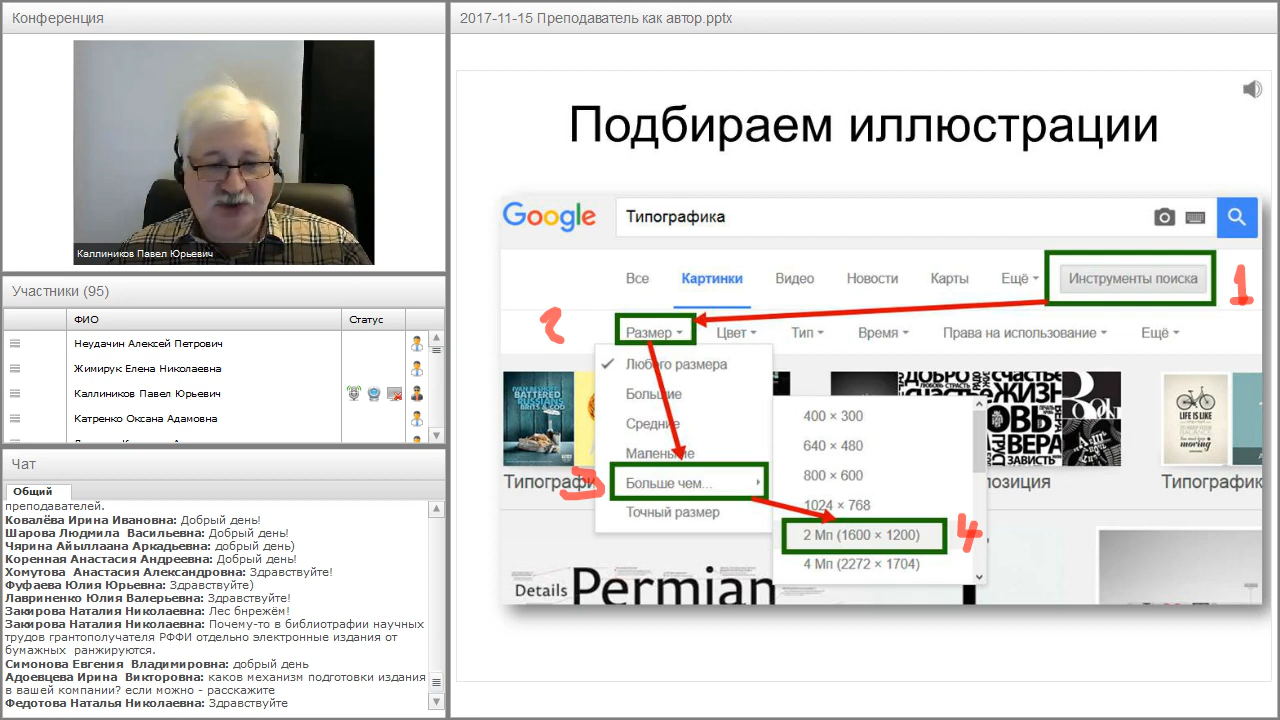 Конференция
Каллиников Павел Юрьевич
Участники (95)
ФИО
Статус
Неудачин Алексей Петрович
Жимирук Елена Николаевна
Каллиников Павел Юрьевич
Катренко Оксана Адамовна
Чат
Общий
преподавателей.
Ковалёва Ирина Ивановна: Добрый день!
Шарова Людмила Васильевна: Добрый день!
Чярина Айыллаана Аркадьевна: добрый день)
Коренная Анастасия Андреевна: Добрый день!
Хомутова Анастасия Александровна: Здравствуйте!
Фуфаева Юлия Юрьевна: Здравствуйте)
Лавриненко Юлия Валерьевна: Здравствуйте!
Закирова Наталия Николаевна: Лес бнрежём!
Закирова Наталия Николаевна: Почему-то в библиотрафии научных
трудов грантополучателя РФФИ отдельно электронные издания от
бумажных ранжируются.
Симонова Евгения Владимировна: добрый день
Адоевцева Ирина Викторовна: каков механизм подготовки издания
в вашей компании? если можно - расскажите
Федотова Наталья Николаевна: Здравствуйте
2017-11-15 Преподаватель как автор.pptx
Подбираем иллюстрации
Google
Типографика
Все Картинки Видео Новости Карты Ещё Инструменты поиска
1
2
Размер Цвет Тип Время Права на использование Ещё
Любого размера
Большие
Средние
Маленькие
Больше чем...
Точный размер
3
400 × 300
640 × 480
800 × 600
1024 × 768
2 Мп (1600 × 1200)
4 Мп (2272 × 1704)
4
BATTERED
RUSSIANS
СЧАСТЬЕ
ЖИЗНЬ
ВЕРА
ЗАВИСТЬ
LIFE IS LIKE
moving
Типографи
позиция
Типографик
Details
Permian